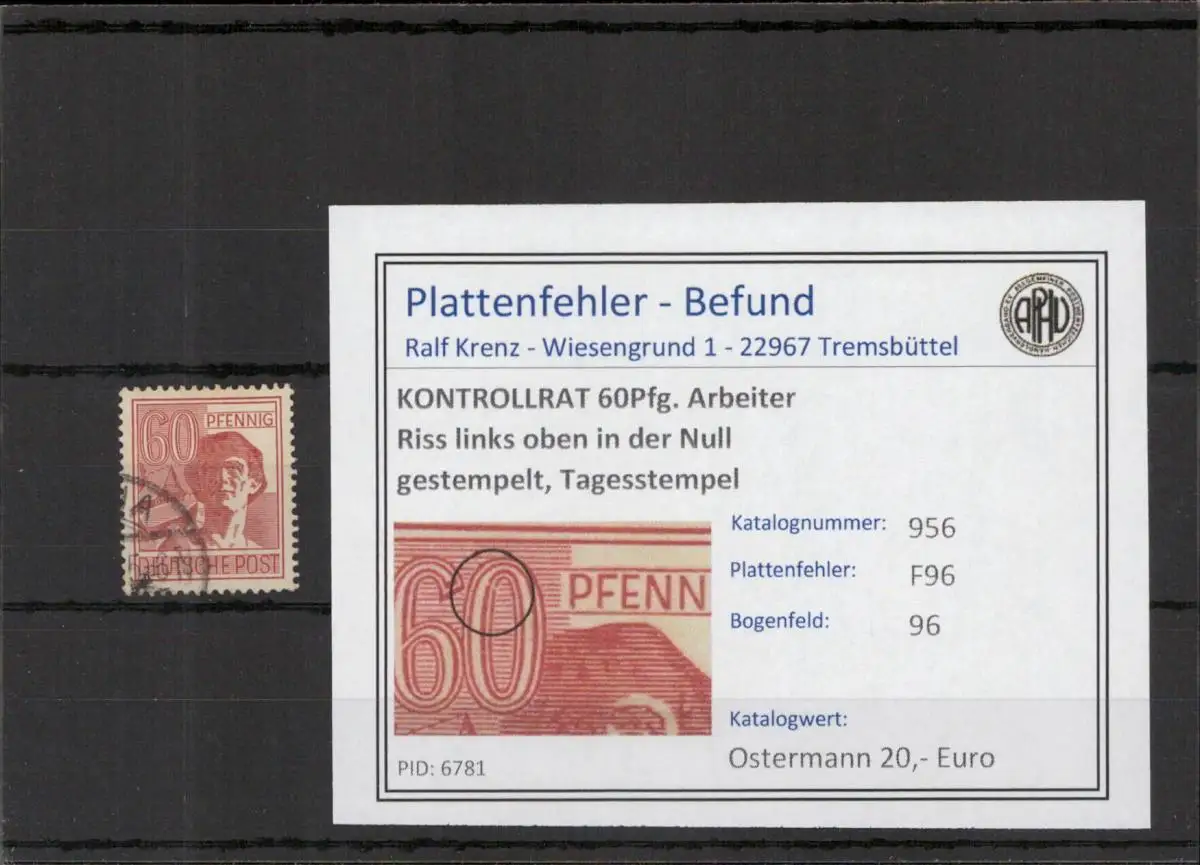 60 PFENNIG
DEUTSCHE POST
Plattenfehler - Befund
Ralf Krenz - Wiesengrund 1 - 22967 Tremsbüttel
APHV
KONTROLLRAT 60Pfg. Arbeiter
Riss links oben in der Null
gestempelt, Tagesstempel
60 PFENN
Katalognummer: 956
Plattenfehler: F96
Bogenfeld: 96
Katalogwert:
Ostermann 20,- Euro
PID: 6781